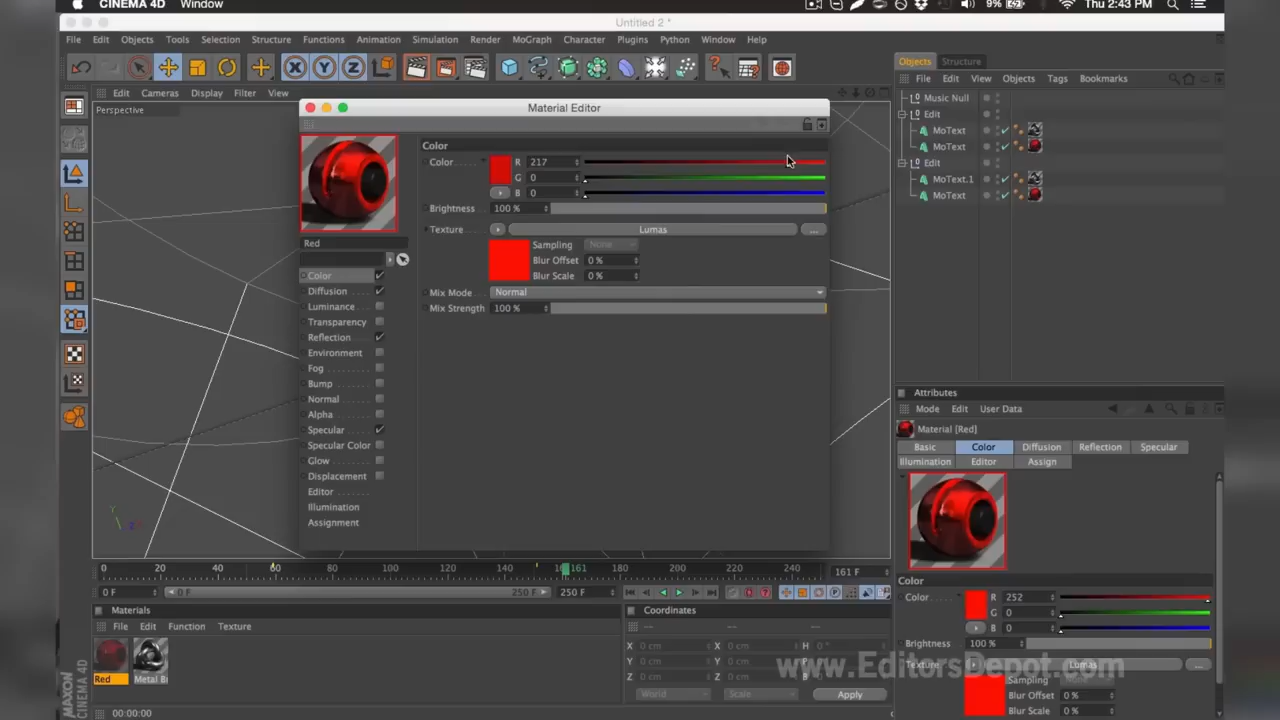 CINEMA 4D Window
9% Thu 2:43 PM
Untitled 2 *
File Edit Objects Tools Selection Structure Functions Animation Simulation Render MoGraph Character Plugins Python Window Help
Objects Structure
Edit Cameras Display Filter View
File Edit View Objects Tags Bookmarks
Perspective
Material Editor
Music Null
Edit
MoText
MoText
Edit
MoText.1
MoText
Color
Color R 217
G 0
B 0
Brightness 100 %
Texture Lumas ...
Sampling None
Blur Offset 0 %
Blur Scale 0 %
Mix Mode Normal
Mix Strength 100 %
Red
Color
Diffusion
Luminance
Transparency
Reflection
Environment
Fog
Bump
Normal
Alpha
Specular
Specular Color
Glow
Displacement
Editor
Illumination
Assignment
Attributes
Mode Edit User Data
Material [Red]
Basic Color Diffusion Reflection Specular
Illumination Editor Assign
Color
Color R 252
G 0
B 0
Brightness 100 %
Texture Lumas ...
Sampling
Blur Offset 0 %
Blur Scale 0 %
Y
Z
0 20 40 60 80 100 120 140 161 180 200 220 240 161 F
0 F 0 F 250 F 250 F
Materials
File Edit Function Texture
Red Metal Br
Coordinates
-- -- --
X 0 cm X 0 cm H 0 °
Y 0 cm Y 0 cm
Z 0 cm Z 0 cm
World Scale Apply
www.EditorsDepot.com
MAXON CINEMA 4D
00:00:00